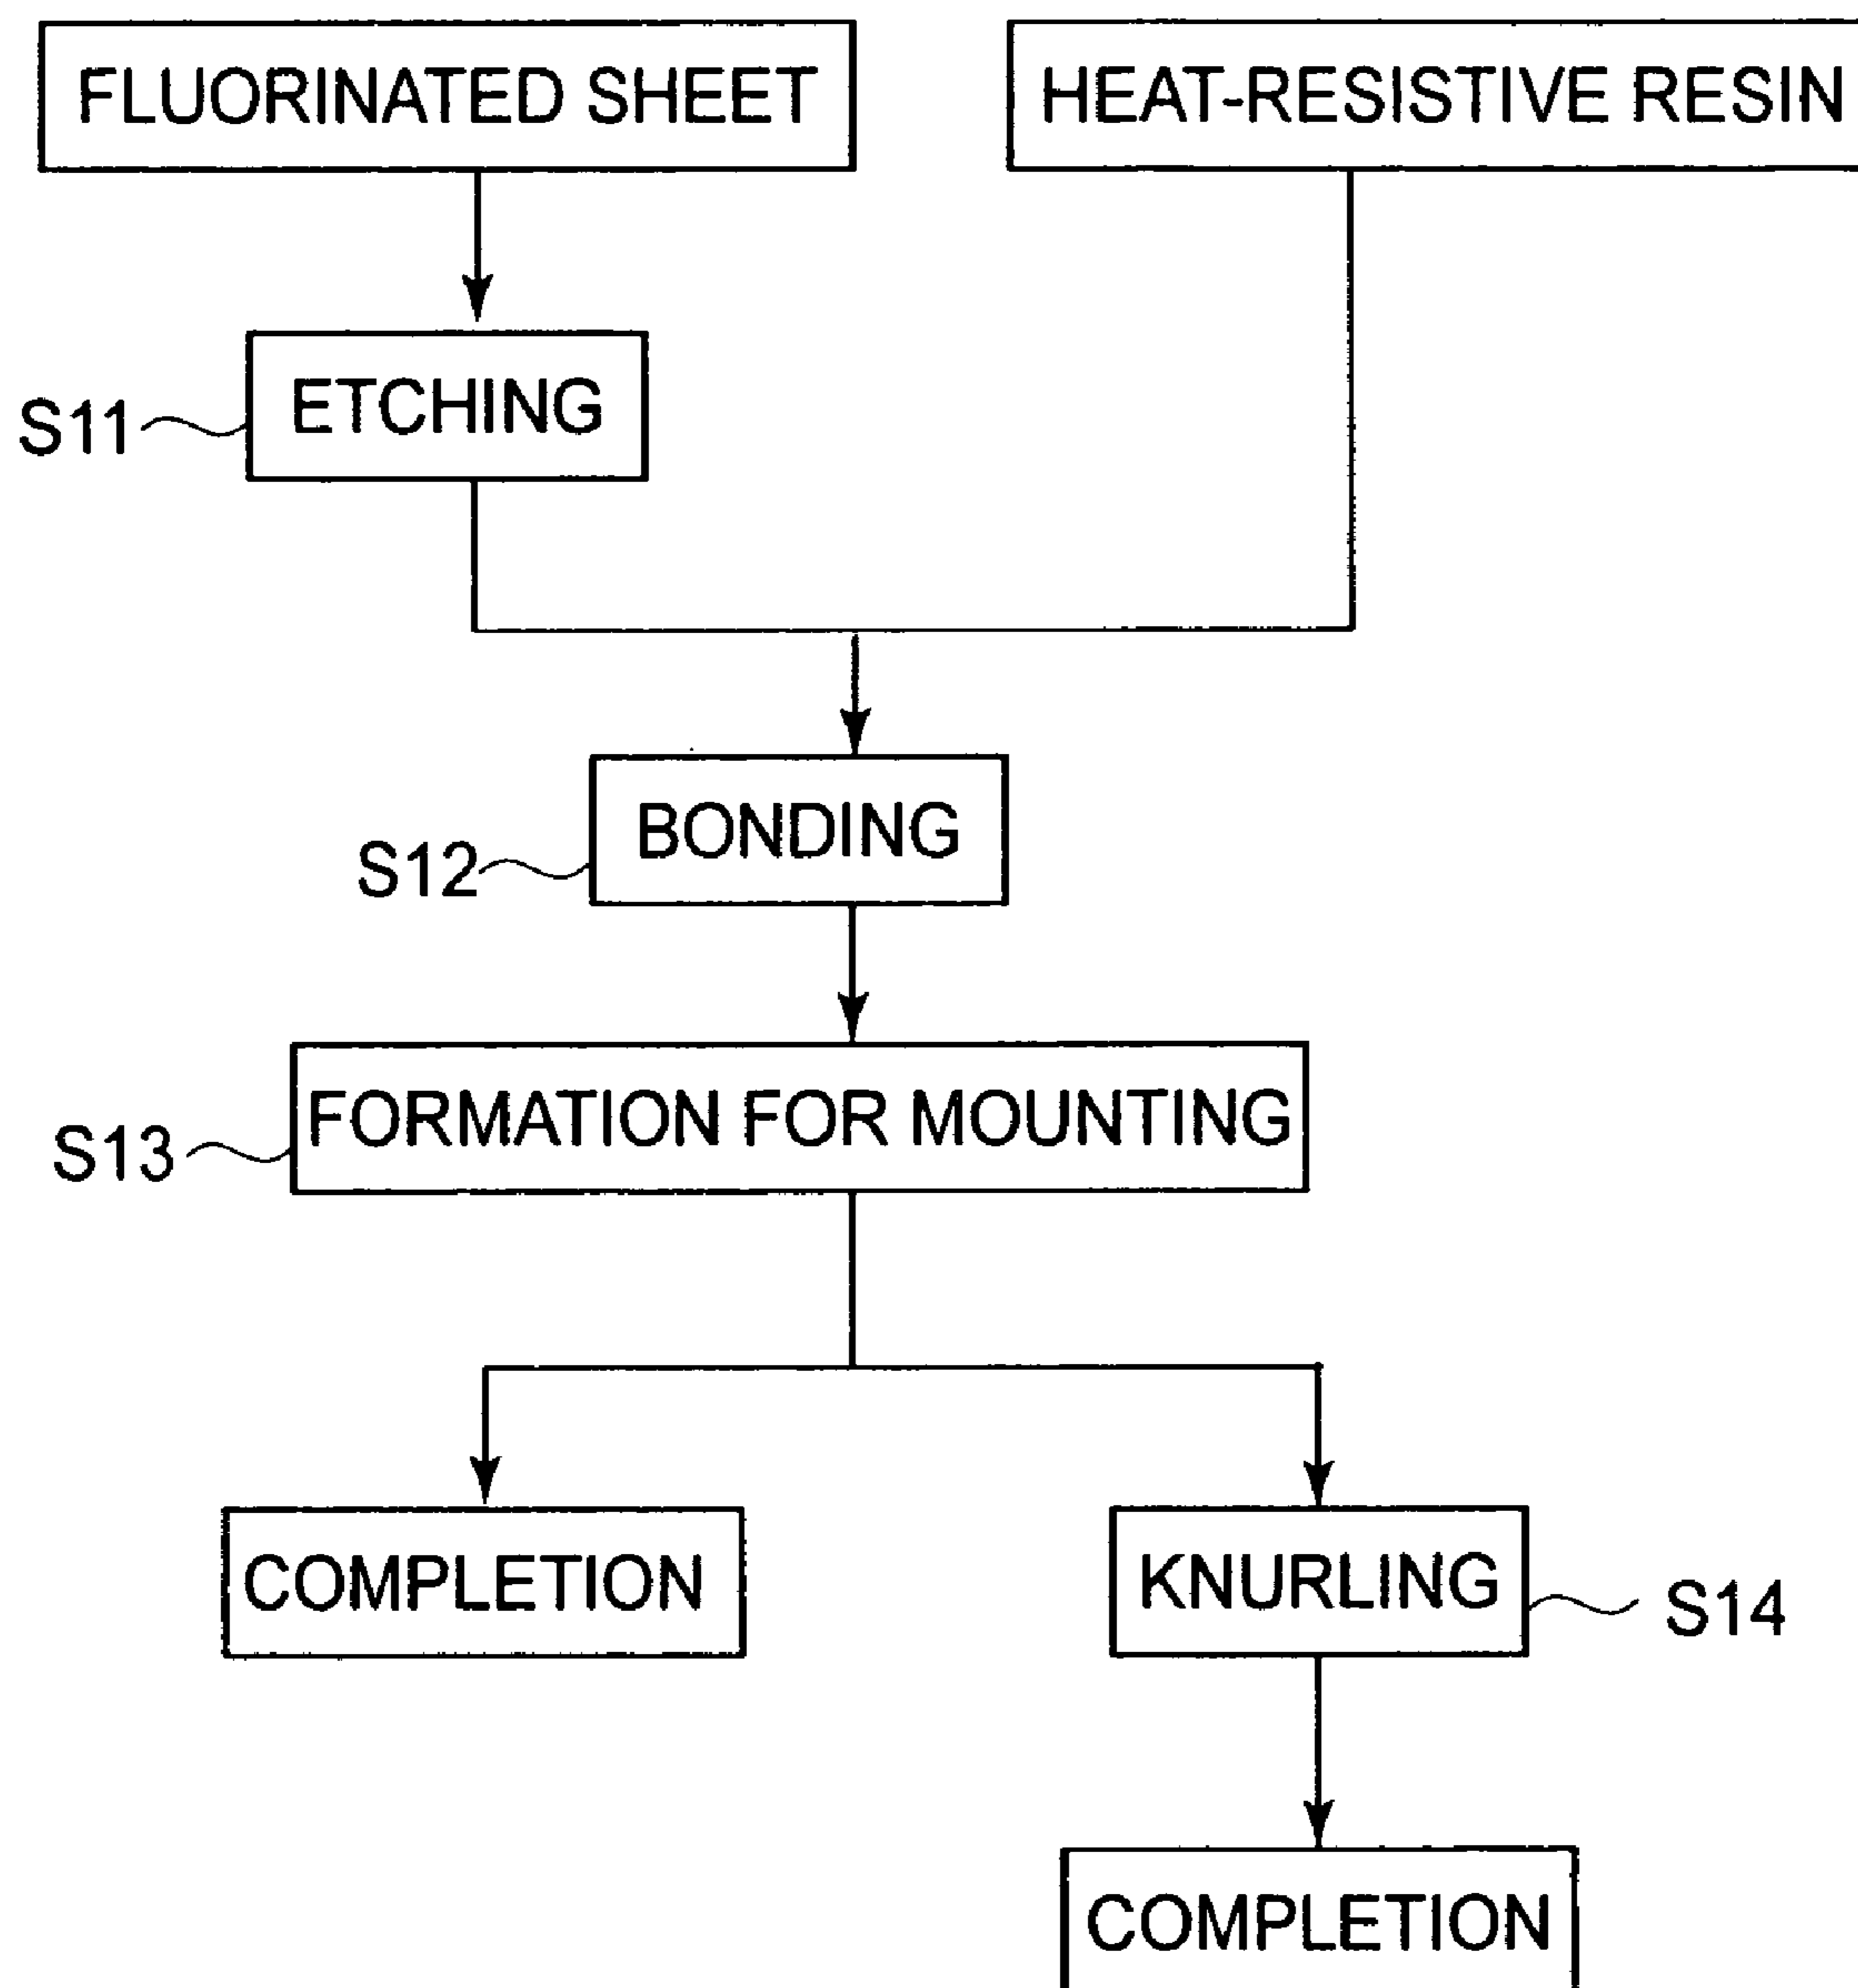 FLUORINATED SHEET
HEAT-RESISTIVE RESIN
ETCHING
S11
BONDING
S12
FORMATION FOR MOUNTING
S13
COMPLETION
KNURLING
S14
COMPLETION